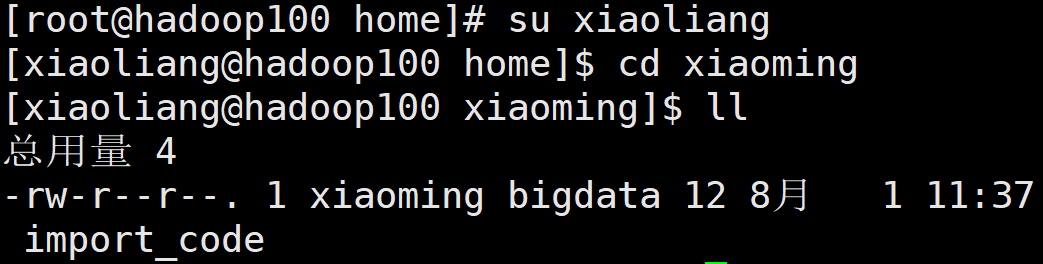 [root@hadoop100 home]# su xiaoliang
[xiaoliang@hadoop100 home]$ cd xiaoming
[xiaoliang@hadoop100 xiaoming]$ ll
总用量 4
-rw-r--r--. 1 xiaoming bigdata 12 8月   1 11:37
 import_code